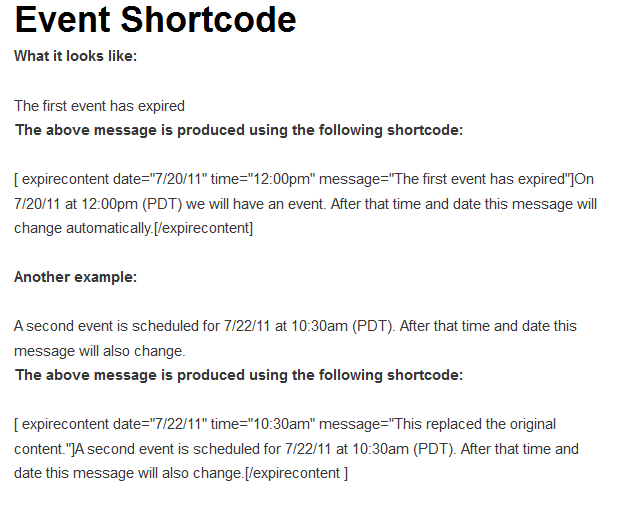 Event Shortcode
What it looks like:
The first event has expired
The above message is produced using the following shortcode:
[ expirecontent date="7/20/11" time="12:00pm" message="The first event has expired"]On
7/20/11 at 12:00pm (PDT) we will have an event. After that time and date this message will
change automatically.[/expirecontent]
Another example:
A second event is scheduled for 7/22/11 at 10:30am (PDT). After that time and date this
message will also change.
The above message is produced using the following shortcode:
[ expirecontent date="7/22/11" time="10:30am" message="This replaced the original
content."]A second event is scheduled for 7/22/11 at 10:30am (PDT). After that time and
date this message will also change.[/expirecontent ]